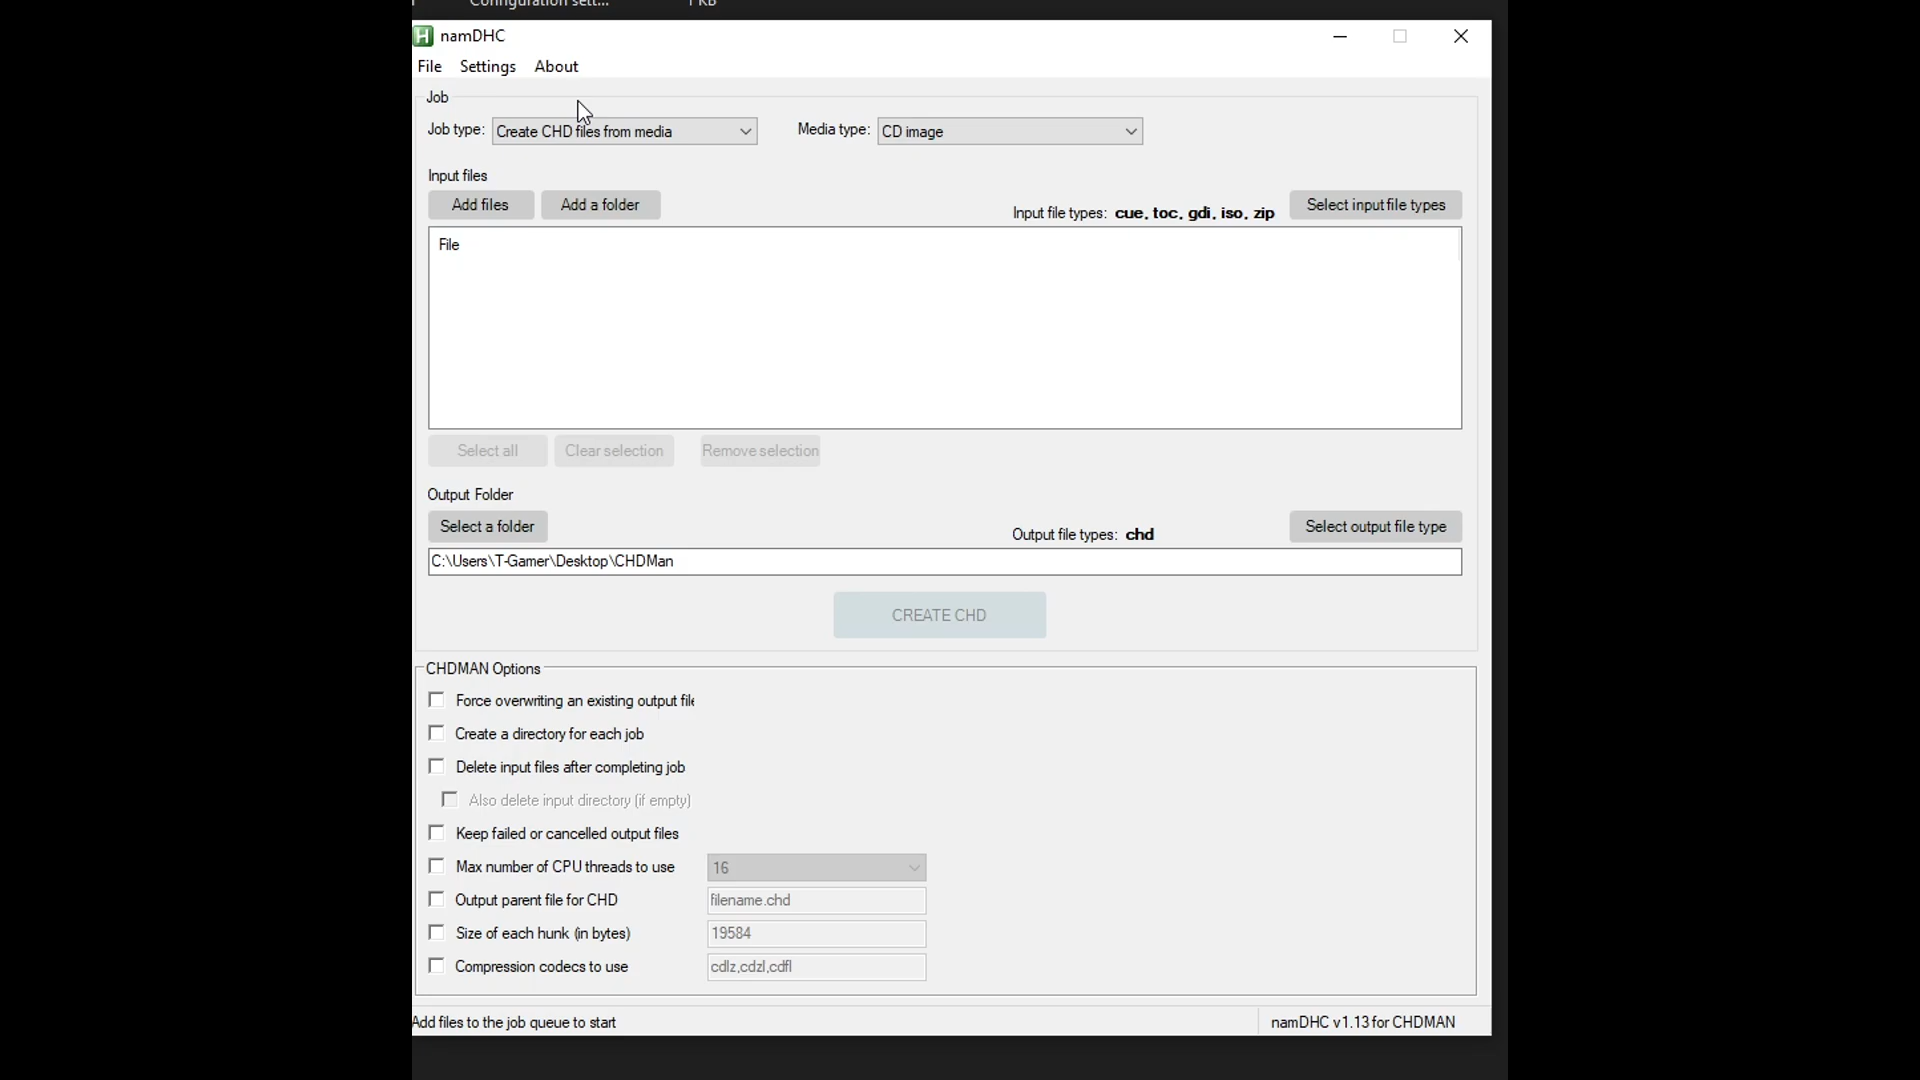 Configuration sett... 1 KB
namDHC
File Settings About
Job
Job type: Create CHD files from media Media type: CD image
Input files
Add files Add a folder Input file types: cue, toc, gdi, iso, zip Select input file types
File
Select all Clear selection Remove selection
Output Folder
Select a folder Output file types: chd Select output file type
C:\Users\T-Gamer\Desktop\CHDMan
CREATE CHD
CHDMAN Options
Force overwriting an existing output file
Create a directory for each job
Delete input files after completing job
Also delete input directory (if empty)
Keep failed or cancelled output files
Max number of CPU threads to use 16
Output parent file for CHD filename.chd
Size of each hunk (in bytes) 19584
Compression codecs to use cdlz,cdzl,cdfl
Add files to the job queue to start namDHC v1.13 for CHDMAN